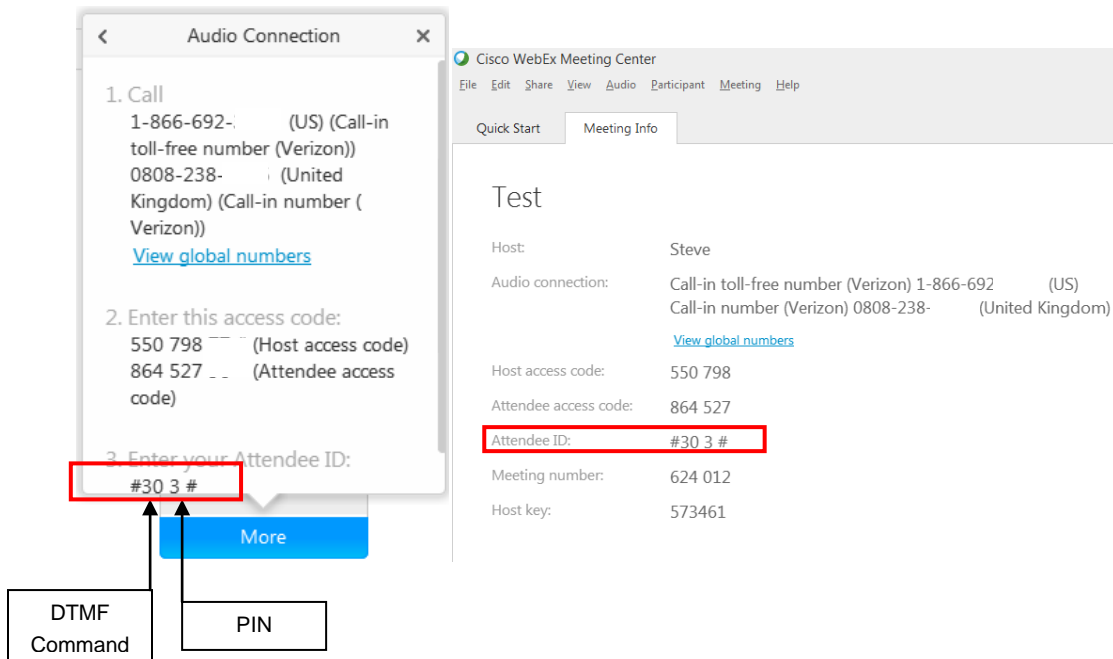 Audio Connection
1. Call
1-866-692- (US) (Call-in
toll-free number (Verizon))
0808-238- (United
Kingdom) (Call-in number (
Verizon))
View global numbers
2. Enter this access code:
550 798 (Host access code)
864 527 (Attendee access
code)
3. Enter your Attendee ID:
#30 3 #
More
DTMF
Command
PIN
Cisco WebEx Meeting Center
File Edit Share View Audio Participant Meeting Help
Quick Start Meeting Info
Test
Host: Steve
Audio connection: Call-in toll-free number (Verizon) 1-866-692 (US)
Call-in number (Verizon) 0808-238- (United Kingdom)
View global numbers
Host access code: 550 798
Attendee access code: 864 527
Attendee ID: #30 3 #
Meeting number: 624 012
Host key: 573461